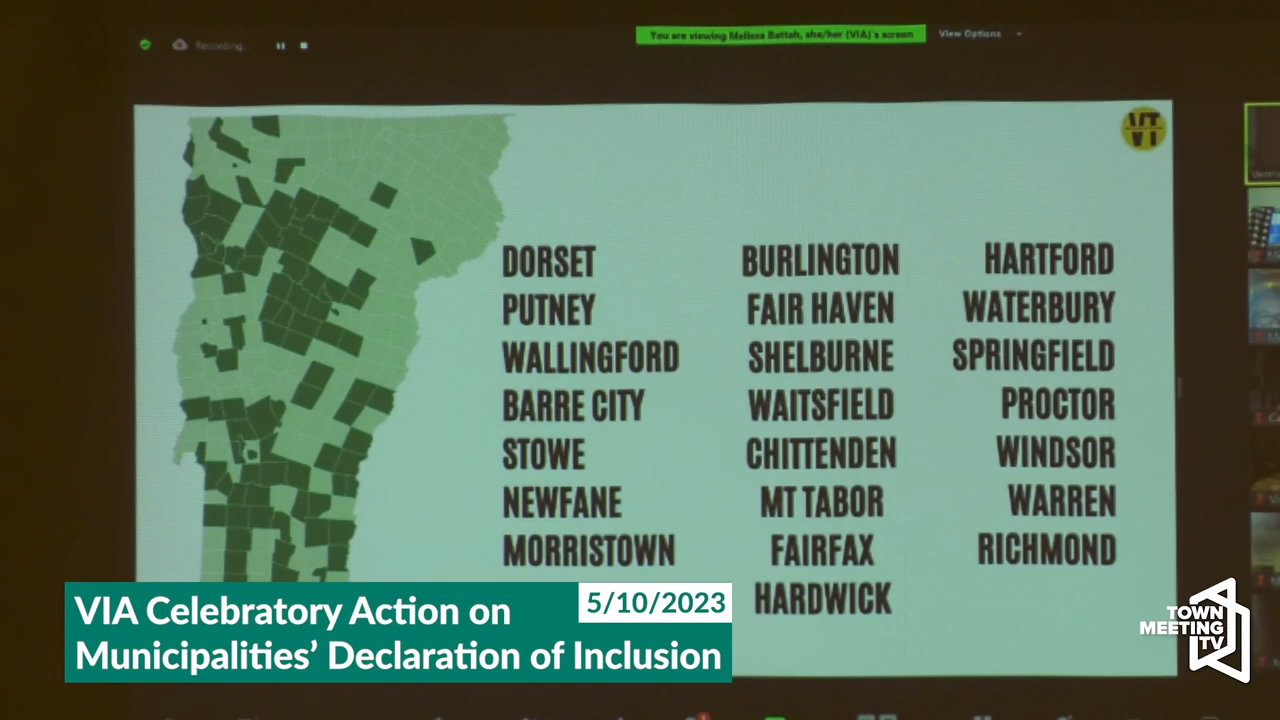 Recording...
You are viewing Melissa Battah, she/her (VIA)'s screen
View Options
VT
DORSET
PUTNEY
WALLINGFORD
BARRE CITY
STOWE
NEWFANE
MORRISTOWN
BURLINGTON
FAIR HAVEN
SHELBURNE
WAITSFIELD
CHITTENDEN
MT TABOR
FAIRFAX
HARDWICK
HARTFORD
WATERBURY
SPRINGFIELD
PROCTOR
WINDSOR
WARREN
RICHMOND
VIA Celebratory Action on
Municipalities' Declaration of Inclusion
5/10/2023
TOWN
MEETING
TV